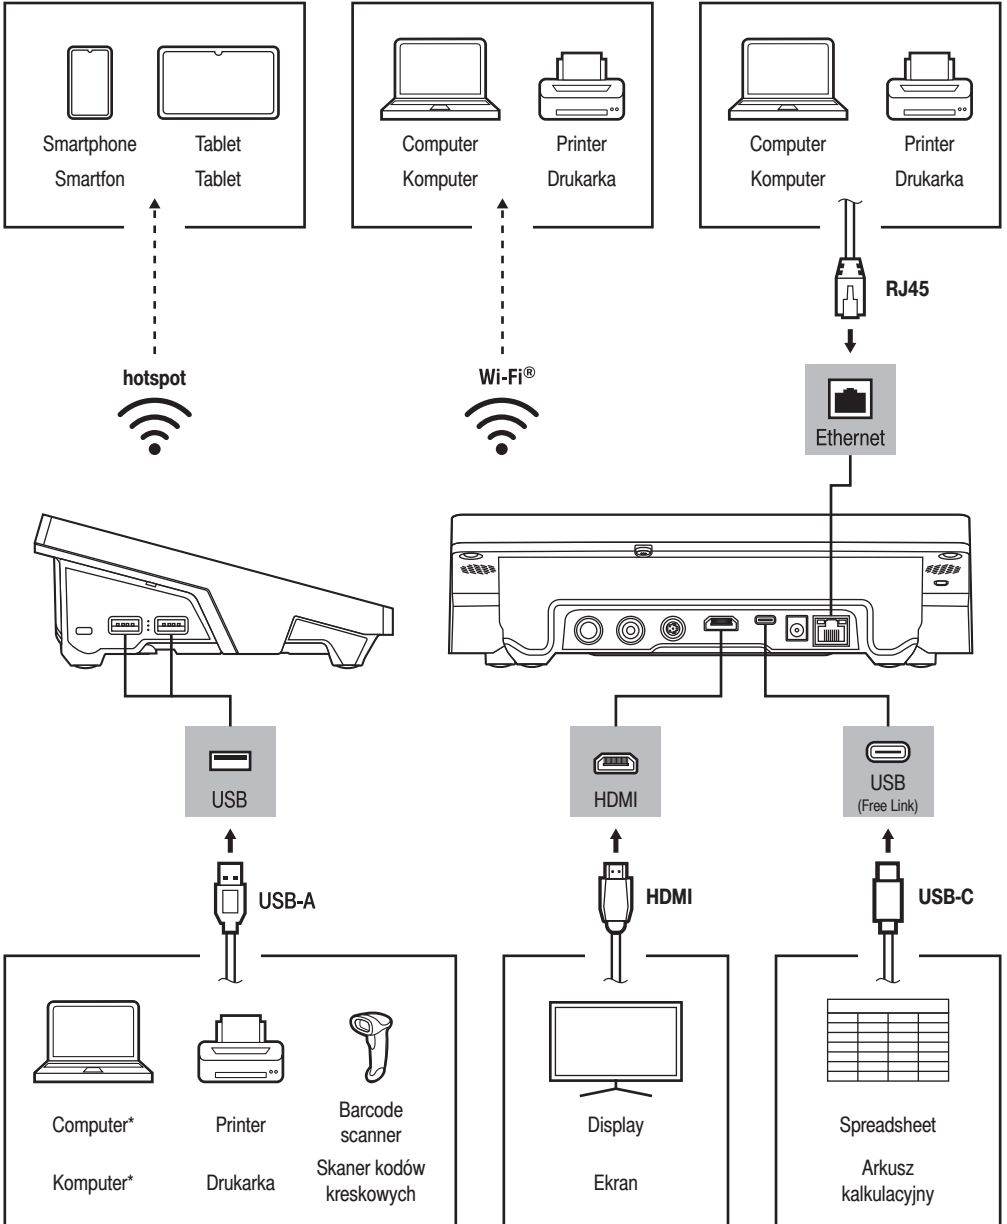 Smartphone
Smartfon
Tablet
Tablet
Computer
Komputer
Printer
Drukarka
Computer
Komputer
Printer
Drukarka
RJ45
hotspot
Wi-Fi®
Ethernet
USB
HDMI
USB
(Free Link)
USB-A
HDMI
USB-C
Computer*
Komputer*
Printer
Drukarka
Barcode
scanner
Skaner kodów
kreskowych
Display
Ekran
Spreadsheet
Arkusz
kalkulacyjny